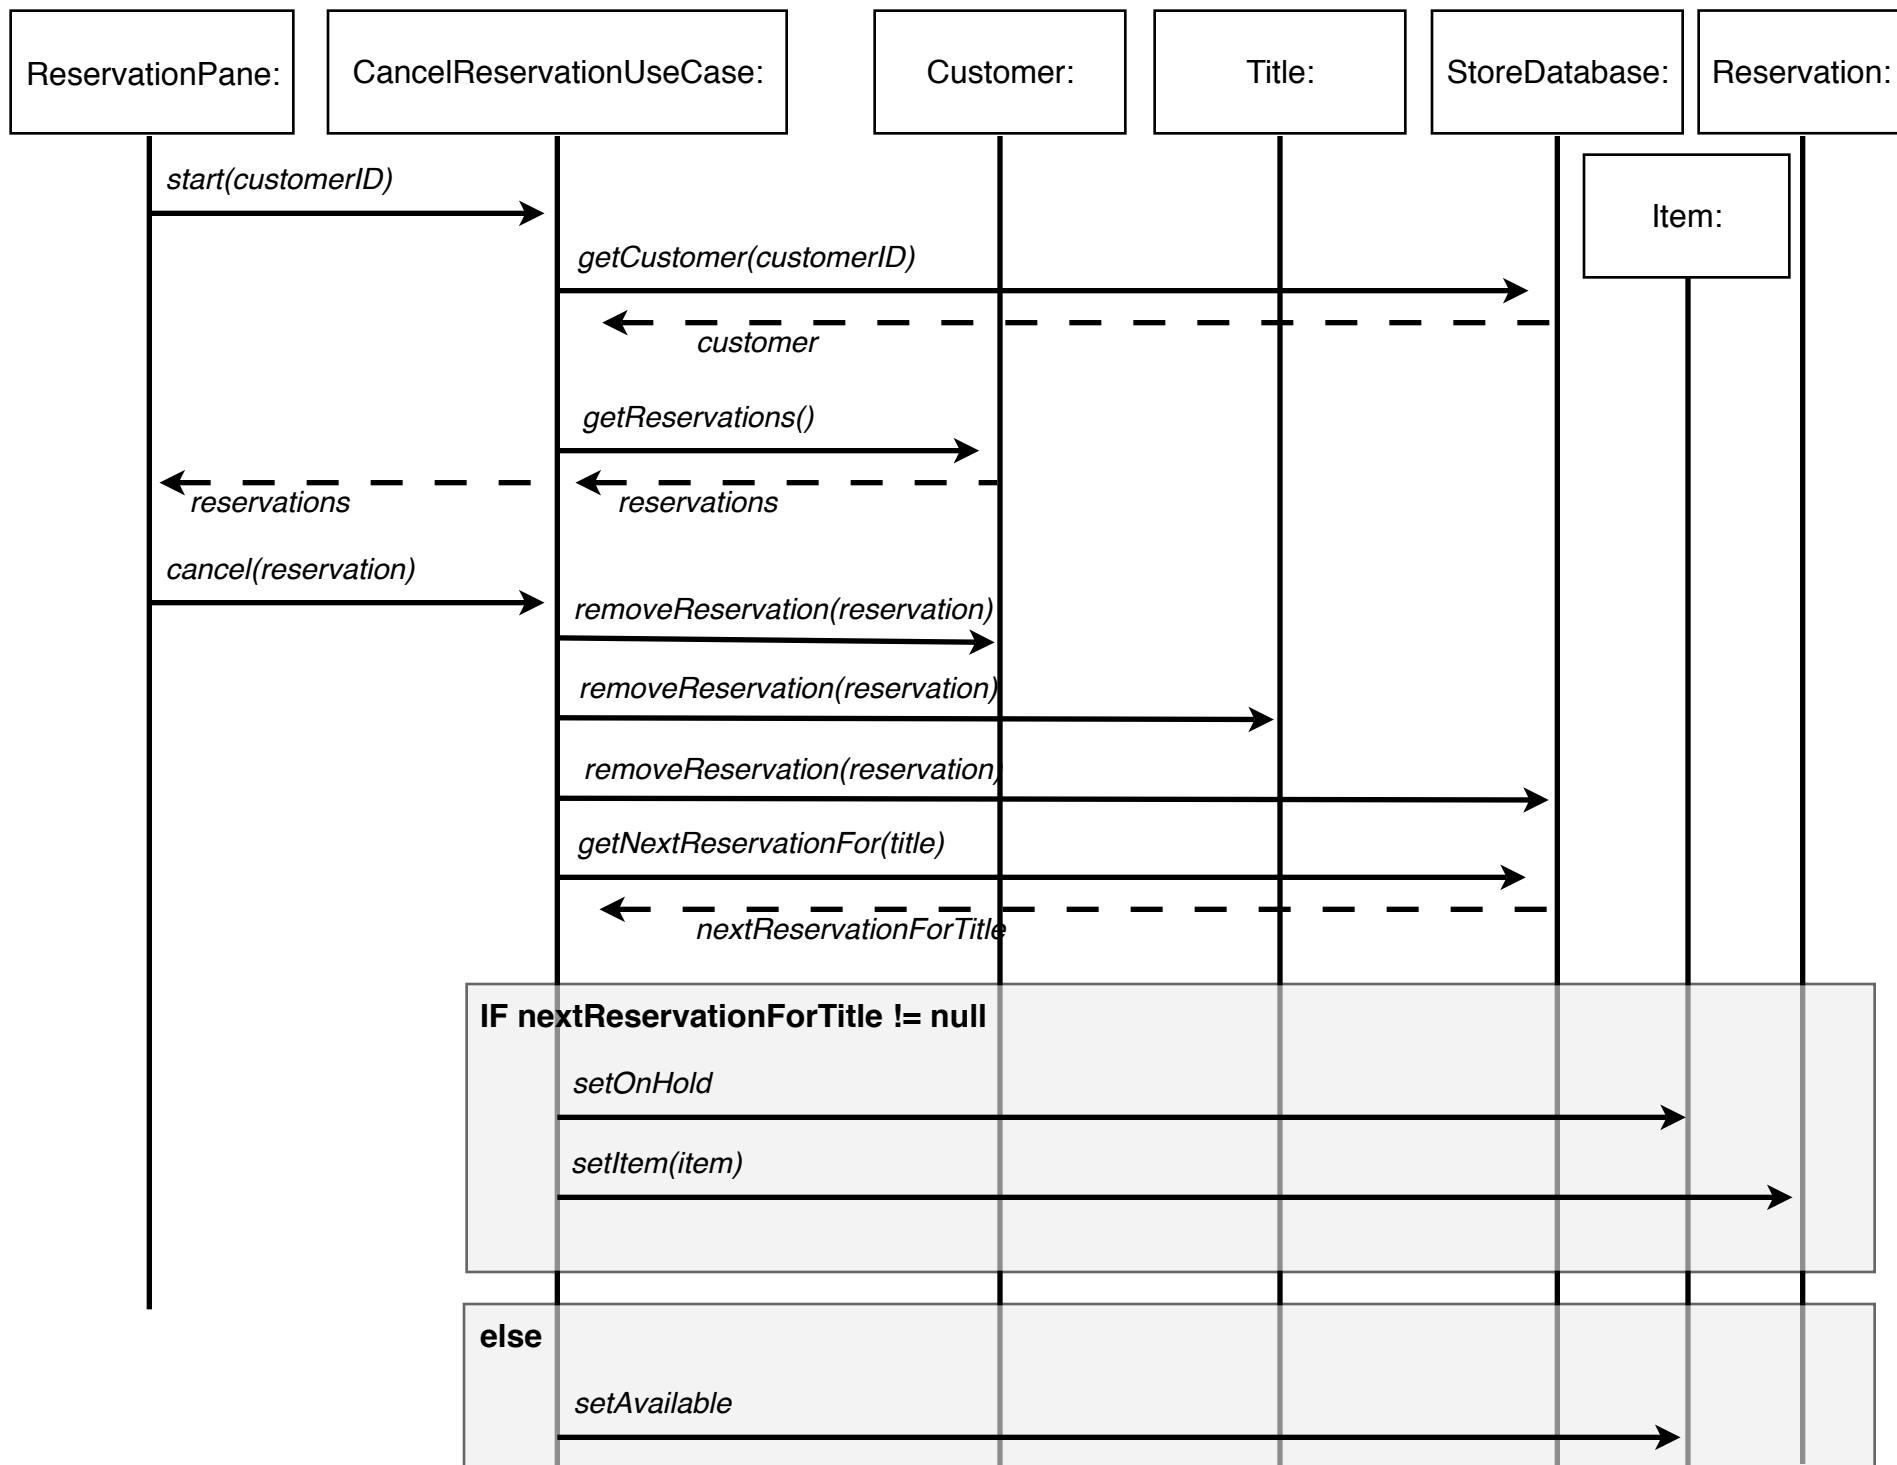 ReservationPane:
CancelReservationUseCase:
Customer:
Title:
StoreDatabase:
Reservation:
Item:
start(customerID)
getCustomer(customerID)
customer
getReservations()
reservations
reservations
cancel(reservation)
removeReservation(reservation)
removeReservation(reservation)
removeReservation(reservation)
getNextReservationFor(title)
nextReservationForTitle
IF nextReservationForTitle != null
setOnHold
setItem(item)
else
setAvailable